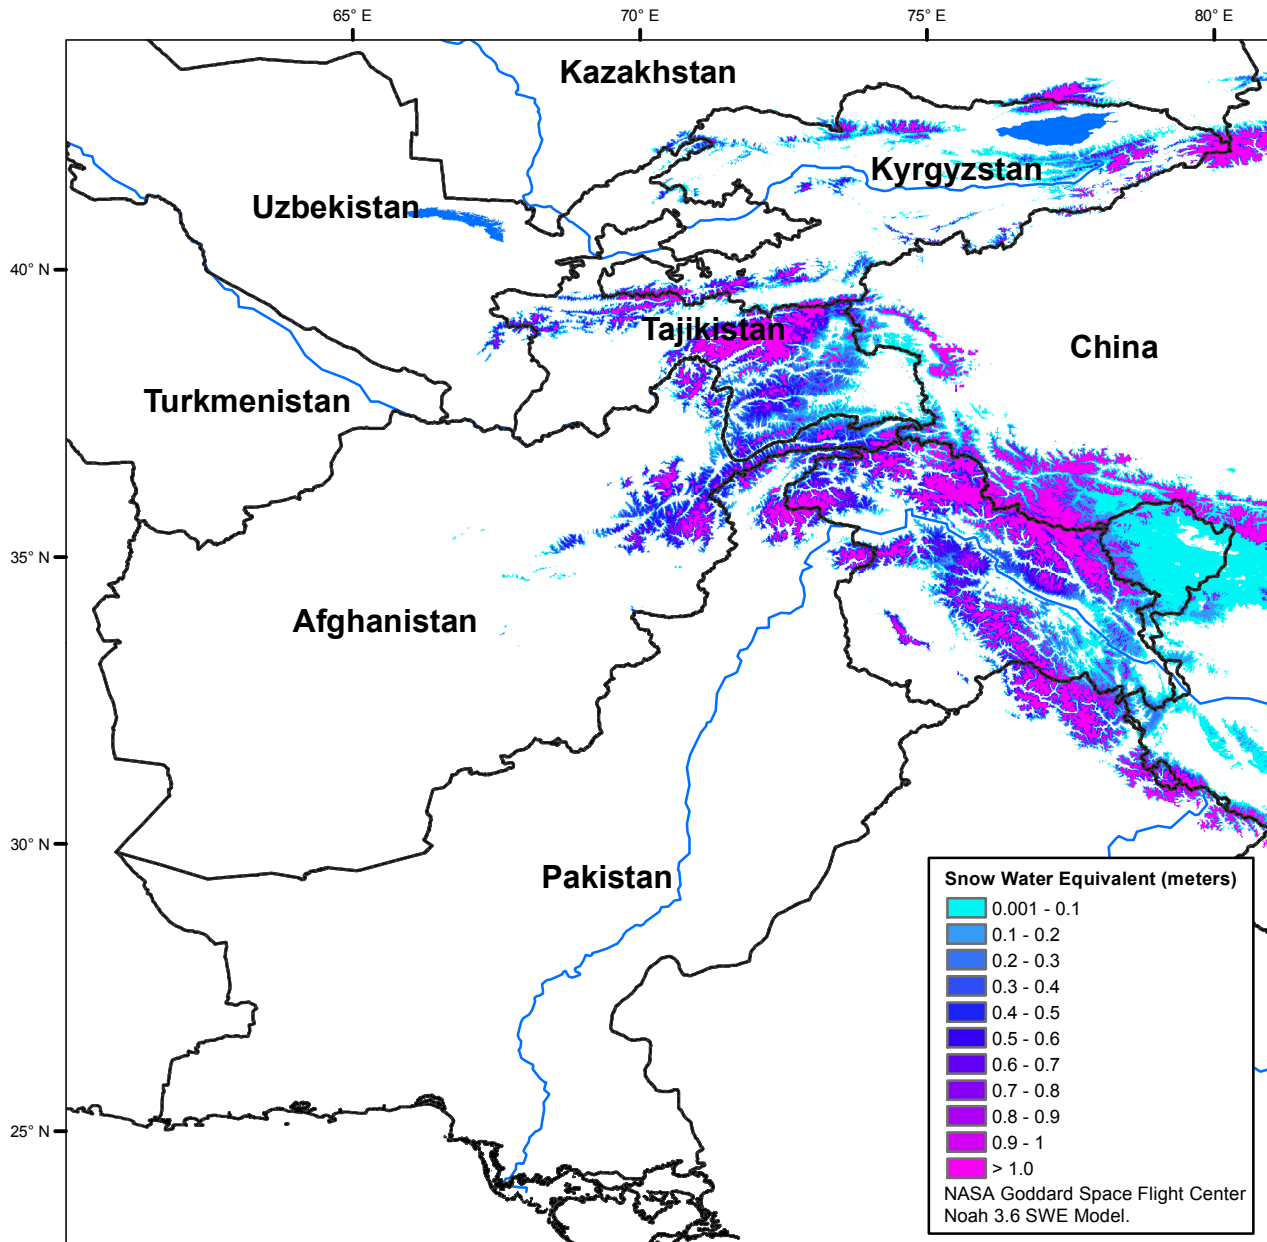 65° E
70° E
75° E
80° E
Kazakhstan
Kyrgyzstan
Uzbekistan
40° N
Tajikistan
China
Turkmenistan
35° N
Afghanistan
30° N
Pakistan
25° N
Snow Water Equivalent (meters)
0.001 - 0.1
0.1 - 0.2
0.2 - 0.3
0.3 - 0.4
0.4 - 0.5
0.5 - 0.6
0.6 - 0.7
0.7 - 0.8
0.8 - 0.9
0.9 - 1
> 1.0
NASA Goddard Space Flight Center
Noah 3.6 SWE Model.